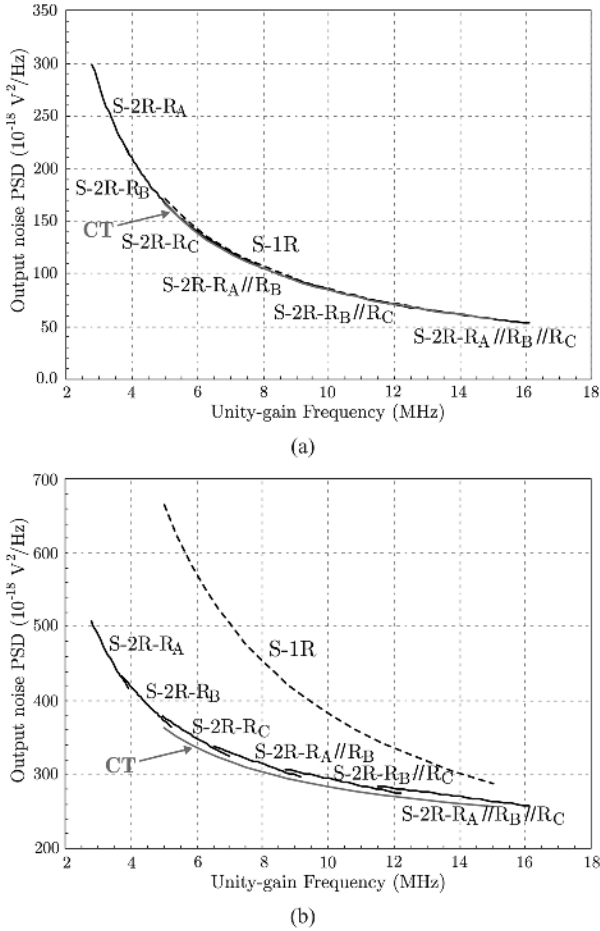 350
300
250
200
150
100
50
0.0
Output noise PSD (10-18 V2/Hz)
S-2R-RA
S-2R-RB
CT
S-2R-RC
S-1R
S-2R-RA//RB
S-2R-RB//RC
S-2R-RA//RB//RC
2 4 6 8 10 12 14 16 18
Unity-gain Frequency (MHz)
(a)
700
600
500
400
300
200
Output noise PSD (10-18 V2/Hz)
S-2R-RA
S-1R
S-2R-RB
S-2R-RC
CT
S-2R-RA//RB
S-2R-RB//RC
S-2R-RA//RB//RC
2 4 6 8 10 12 14 16 18
Unity-gain Frequency (MHz)
(b)